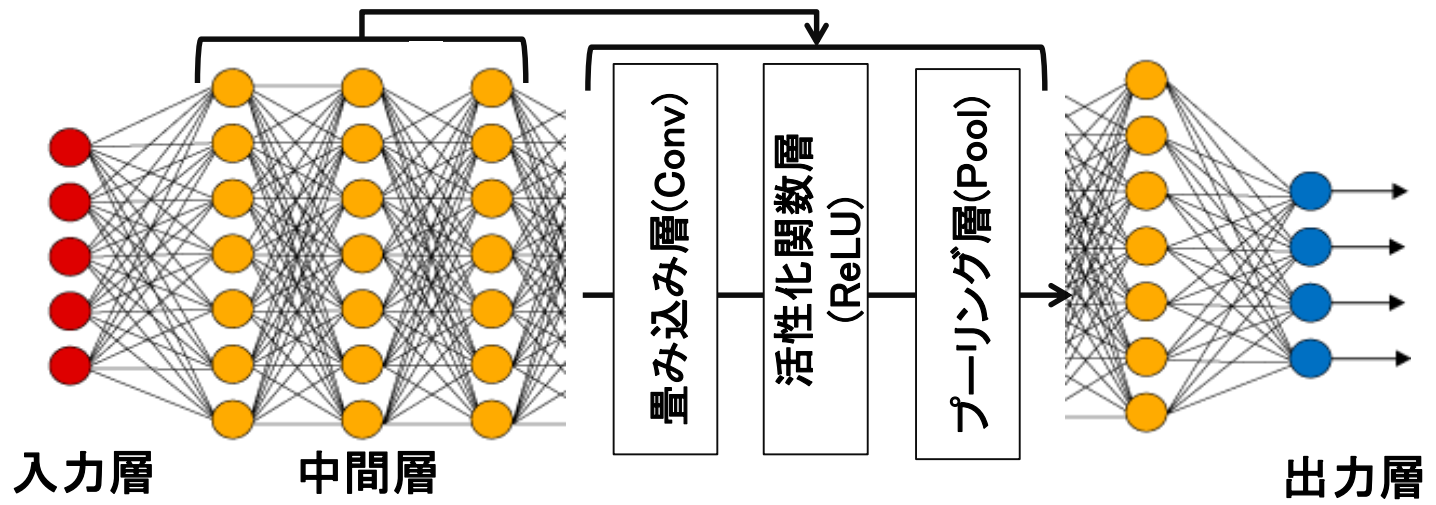 畳み込み層(Conv)
活性化関数層
(ReLU)
プーリング層(Pool)
入力層
中間層
出力層